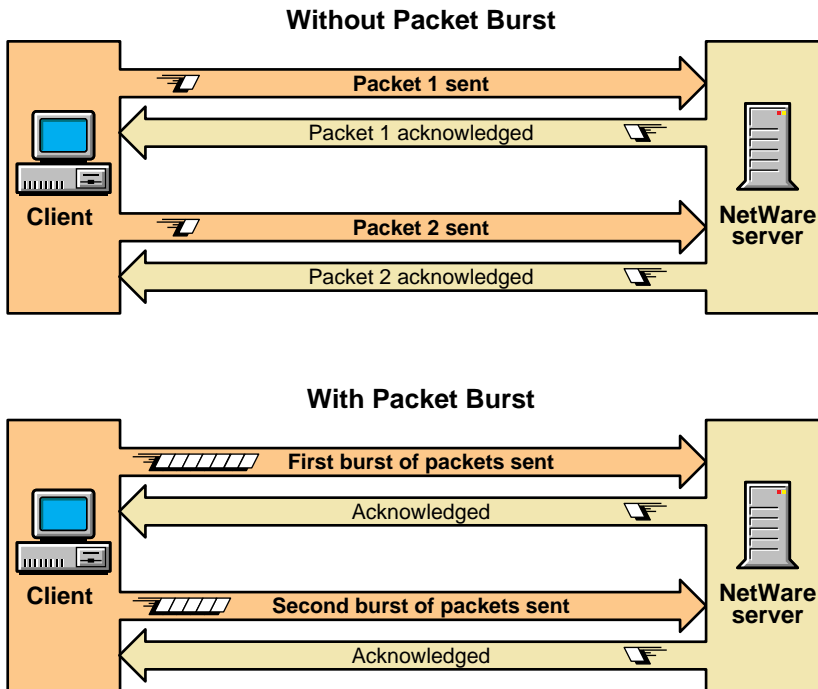 Without Packet Burst
Packet 1 sent
Packet 1 acknowledged
Client
NetWare
server
Packet 2 sent
Packet 2 acknowledged
With Packet Burst
First burst of packets sent
Acknowledged
Client
NetWare
server
Second burst of packets sent
Acknowledged